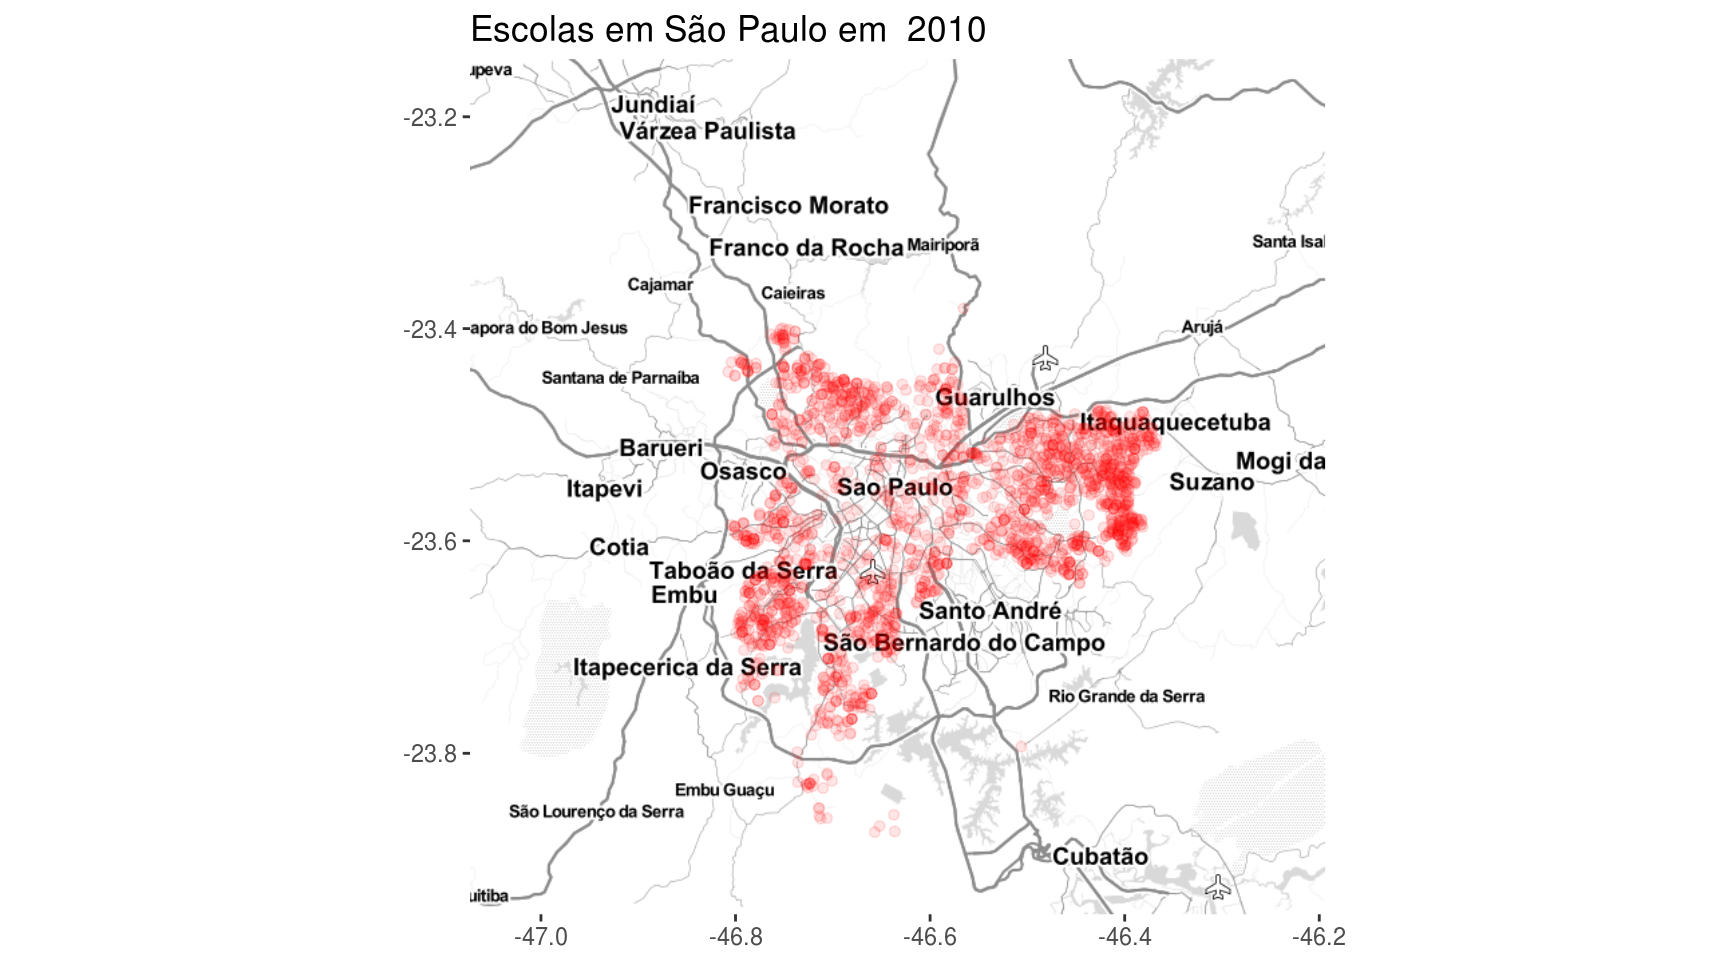 Escolas em São Paulo em  2010
upeva
Jundiaí
-23.2
Várzea Paulista
Francisco Morato
Franco da Rocha
Mairiporã
Santa Isal
Cajamar
Caieiras
-23.4
apora do Bom Jesus
Arujá
Santana de Parnaíba
Guarulhos
Itaquaquecetuba
Barueri
Osasco
Mogi da
Itapevi
Sao Paulo
Suzano
-23.6
Cotia
Taboão da Serra
Embu
Santo André
São Bernardo do Campo
Itapecerica da Serra
Rio Grande da Serra
-23.8
Embu Guaçu
São Lourenço da Serra
Cubatão
uitiba
-47.0
-46.8
-46.6
-46.4
-46.2